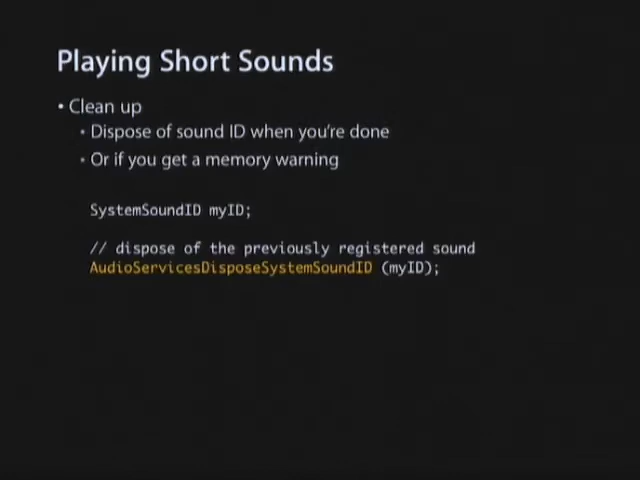 Playing Short Sounds
• Clean up
• Dispose of sound ID when you're done
• Or if you get a memory warning
SystemSoundID myID;
// dispose of the previously registered sound
AudioServicesDisposeSystemSoundID (myID);